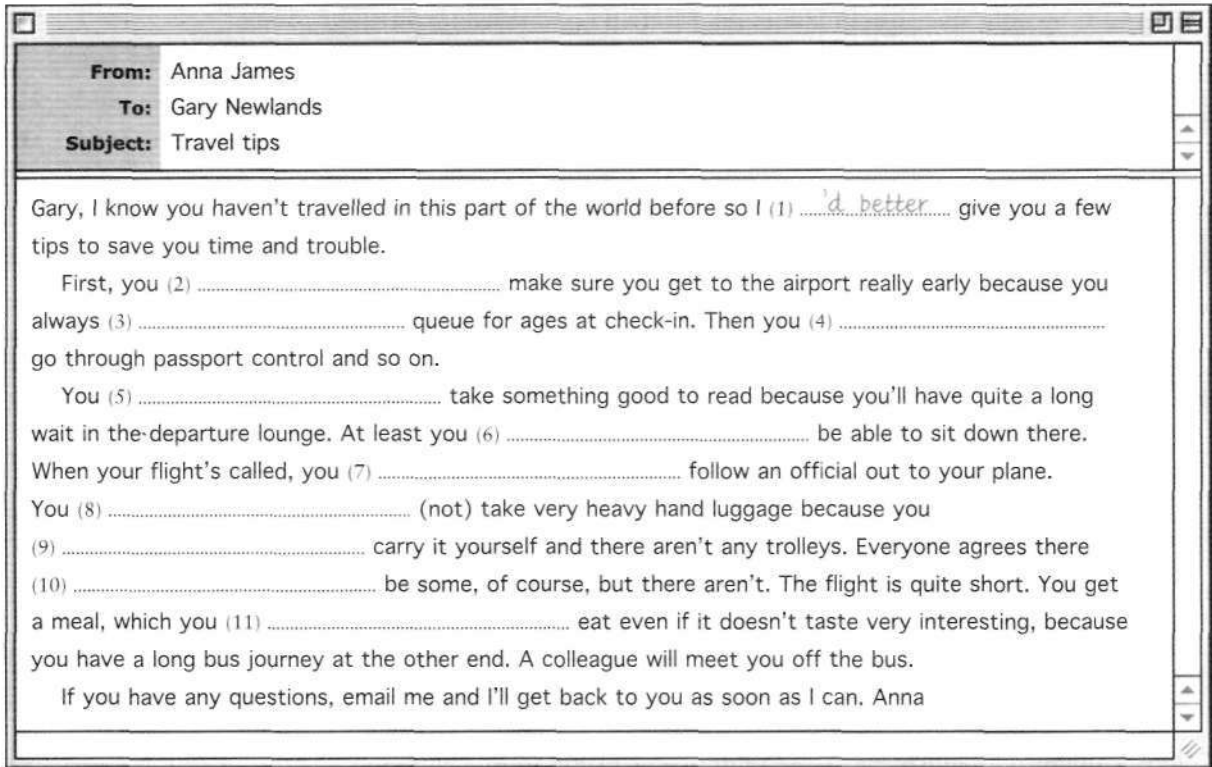 From: Anna James
To: Gary Newlands
Subject: Travel tips
Gary, I know you haven't travelled in this part of the world before so I (1) .....'d better..... give you a few
tips to save you time and trouble.
First, you (2) .................... make sure you get to the airport really early because you
always (3) .................... queue for ages at check-in. Then you (4) ....................
go through passport control and so on.
You (5) .................... take something good to read because you'll have quite a long
wait in the departure lounge. At least you (6) .................... be able to sit down there.
When your flight's called, you (7) .................... follow an official out to your plane.
You (8) .................... (not) take very heavy hand luggage because you
(9) .................... carry it yourself and there aren't any trolleys. Everyone agrees there
(10) .................... be some, of course, but there aren't. The flight is quite short. You get
a meal, which you (11) .................... eat even if it doesn't taste very interesting, because
you have a long bus journey at the other end. A colleague will meet you off the bus.
If you have any questions, email me and I'll get back to you as soon as I can. Anna